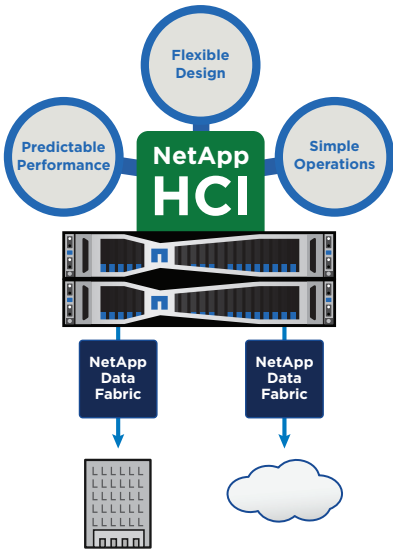 Flexible
Design
Predictable
Performance
Simple
Operations
NetApp
HCI
NetApp
Data
Fabric
NetApp
Data
Fabric